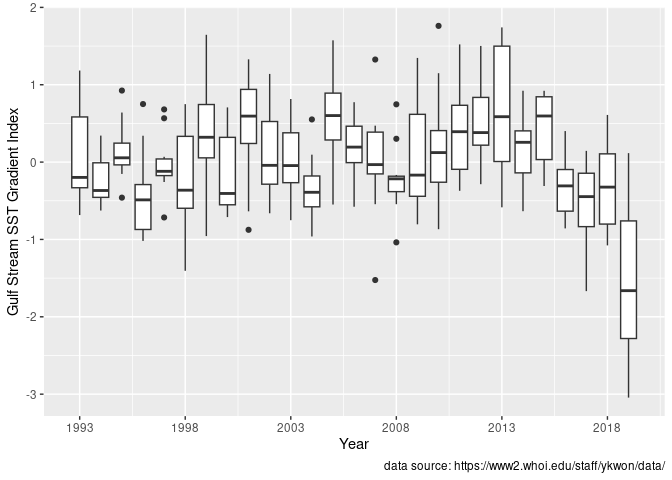 2
1
0
-1
-2
-3
Gulf Stream SST Gradient Index
1993 1998 2003 2008 2013 2018
Year
data source: https://www2.whoi.edu/staff/ykwon/data/